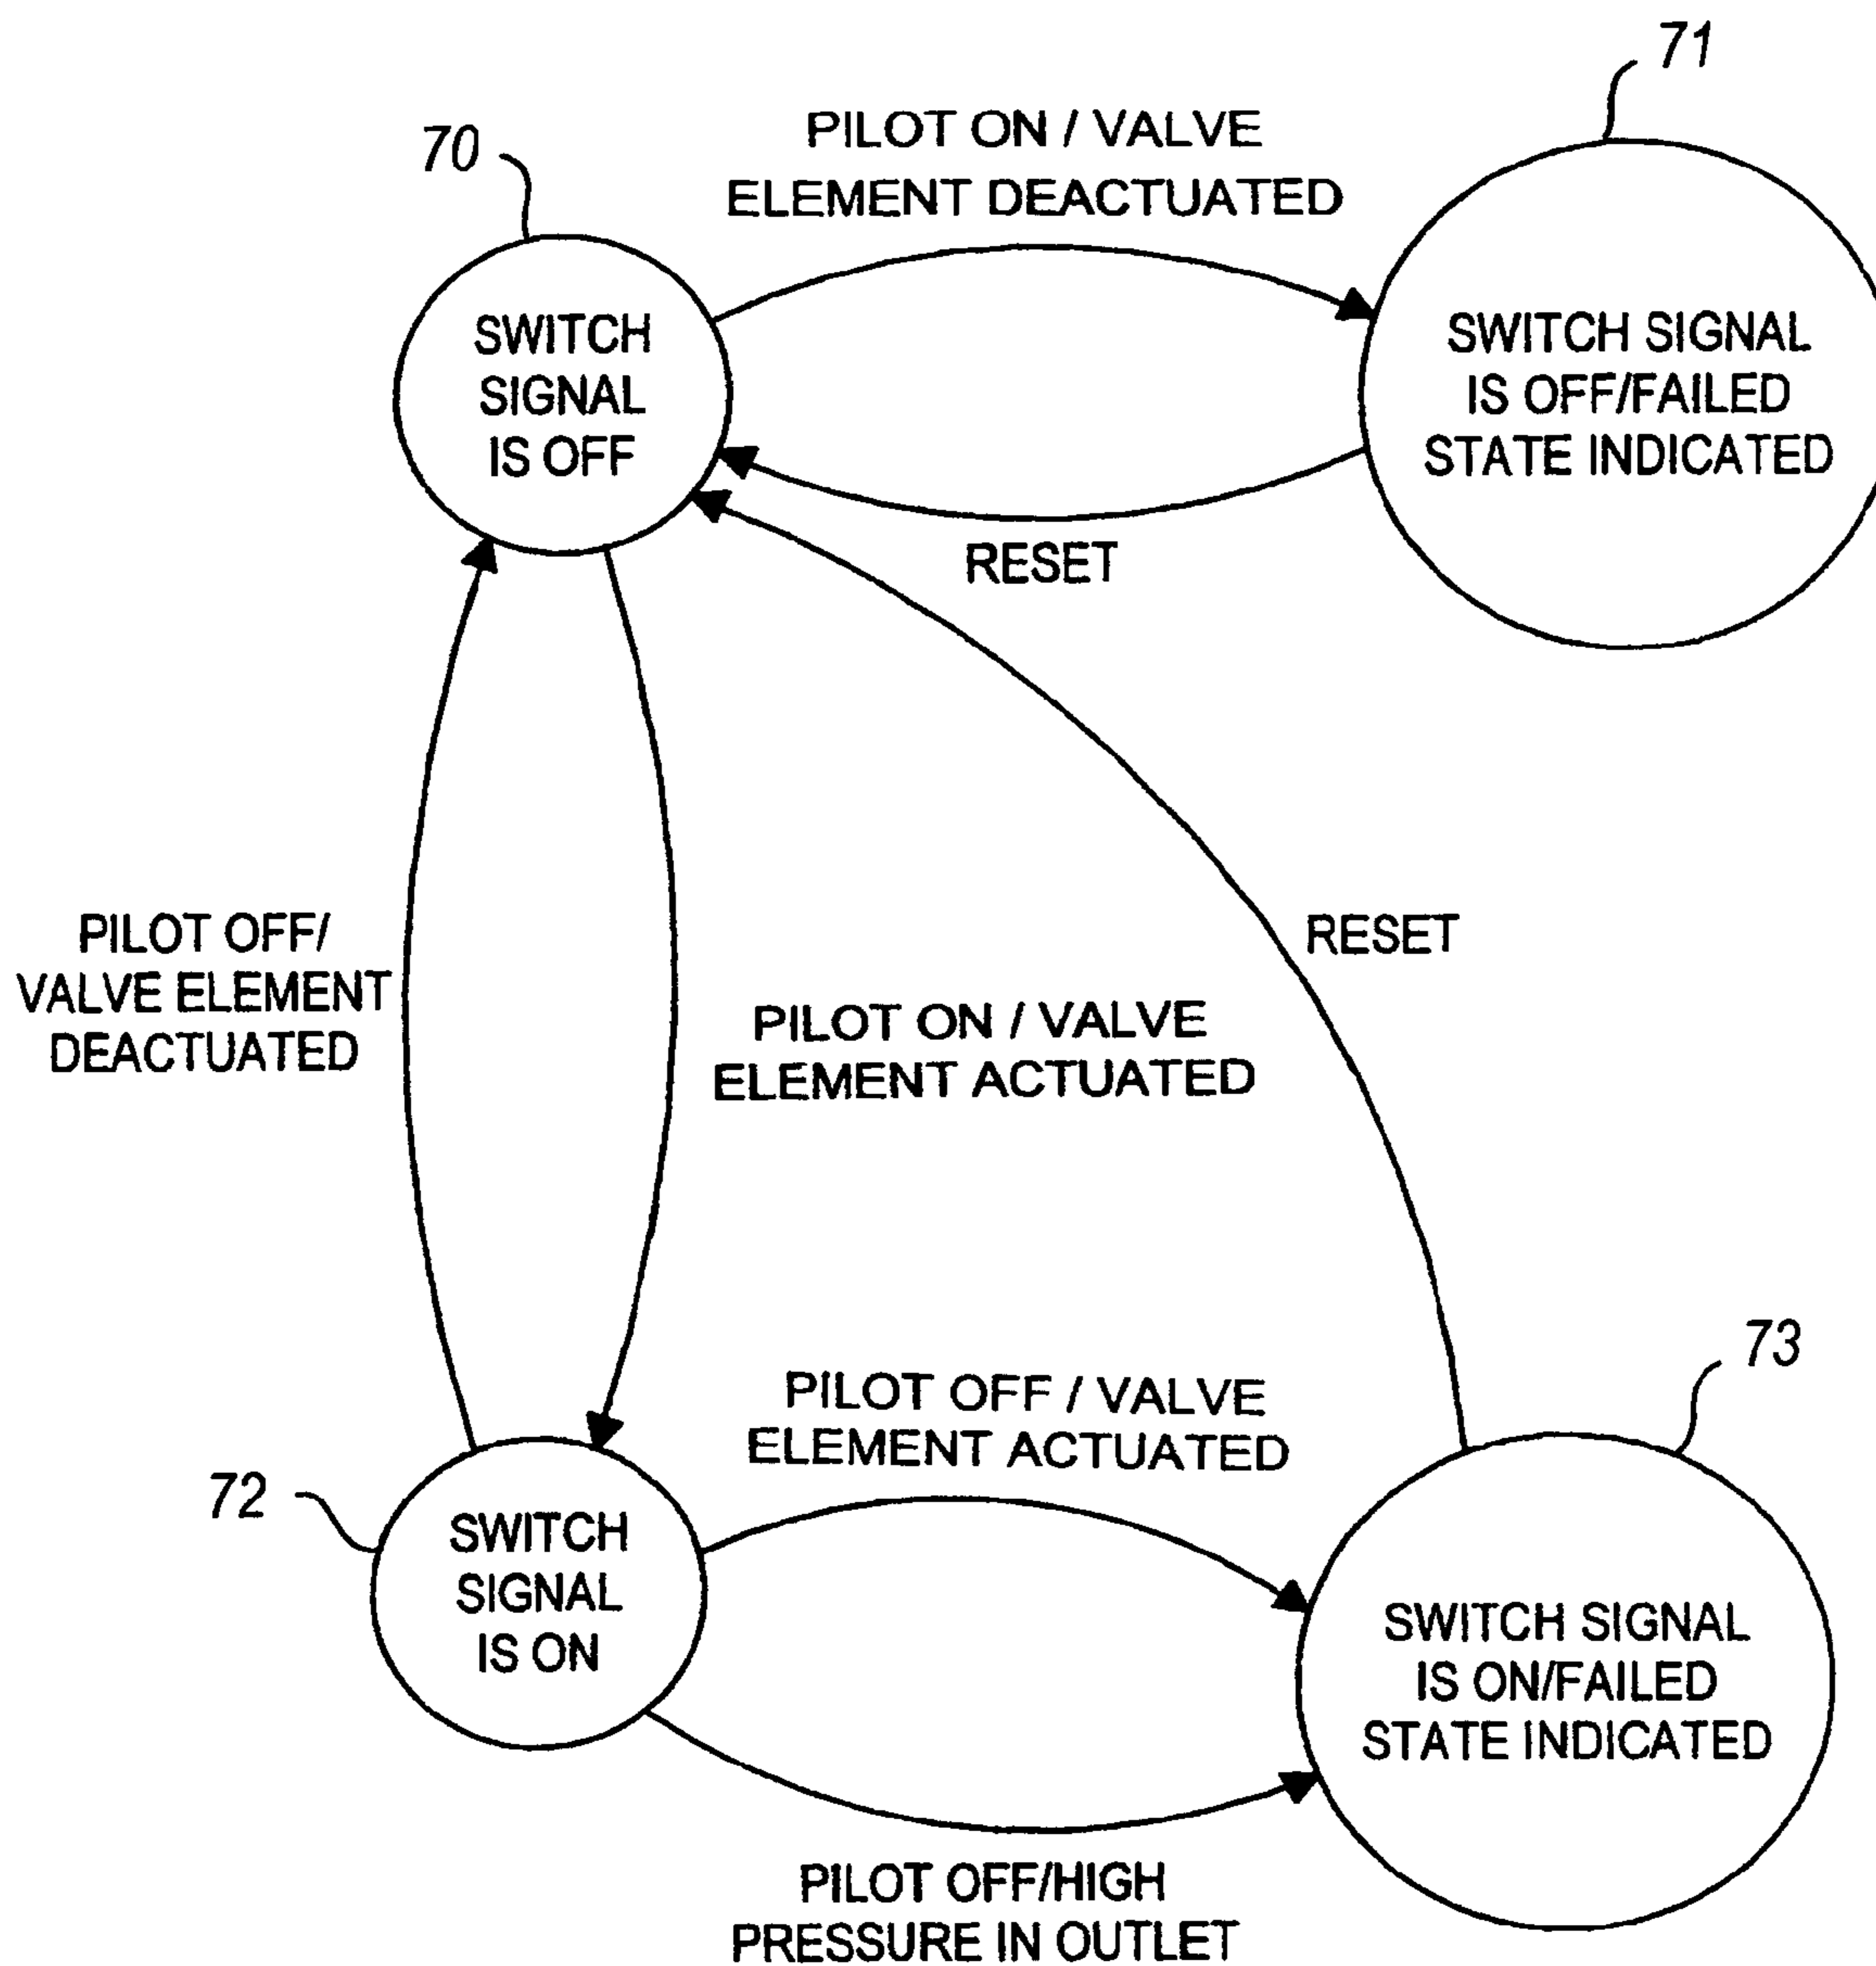 71
70
PILOT ON / VALVE
ELEMENT DEACTUATED
SWITCH
SIGNAL
IS OFF
SWITCH SIGNAL
IS OFF/FAILED
STATE INDICATED
RESET
PILOT OFF/
VALVE ELEMENT
DEACTUATED
RESET
PILOT ON / VALVE
ELEMENT ACTUATED
73
PILOT OFF / VALVE
ELEMENT ACTUATED
72
SWITCH
SIGNAL
IS ON
SWITCH SIGNAL
IS ON/FAILED
STATE INDICATED
PILOT OFF/HIGH
PRESSURE IN OUTLET